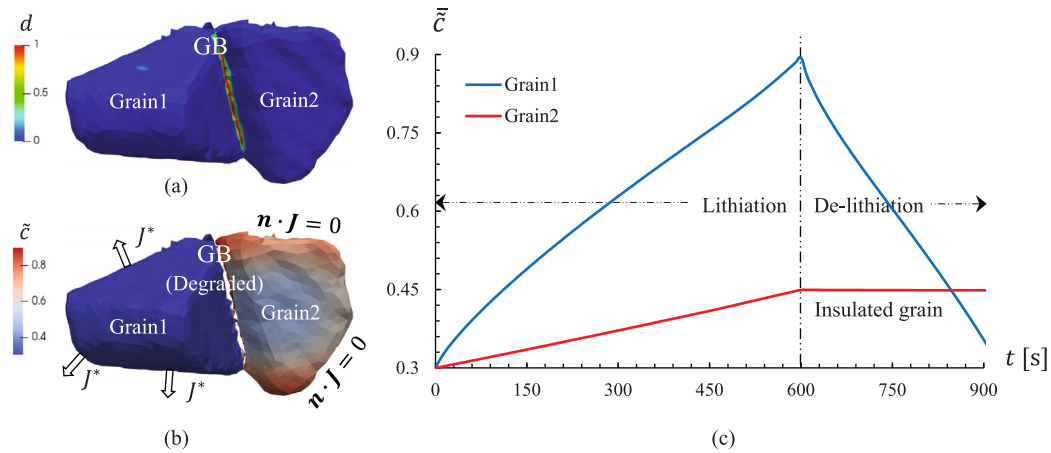 d
1
0.5
0
GB
Grain1
Grain2
(a)
c̃
0.8
0.6
0.4
J*
n · J = 0
GB
(Degraded)
Grain1
Grain2
J*
J*
n · J = 0
(b)
c̃̄
0.9
0.75
0.6
0.45
0.3
Grain1
Grain2
Lithiation
De-lithiation
Insulated grain
0
150
300
450
600
750
900
t [s]
(c)